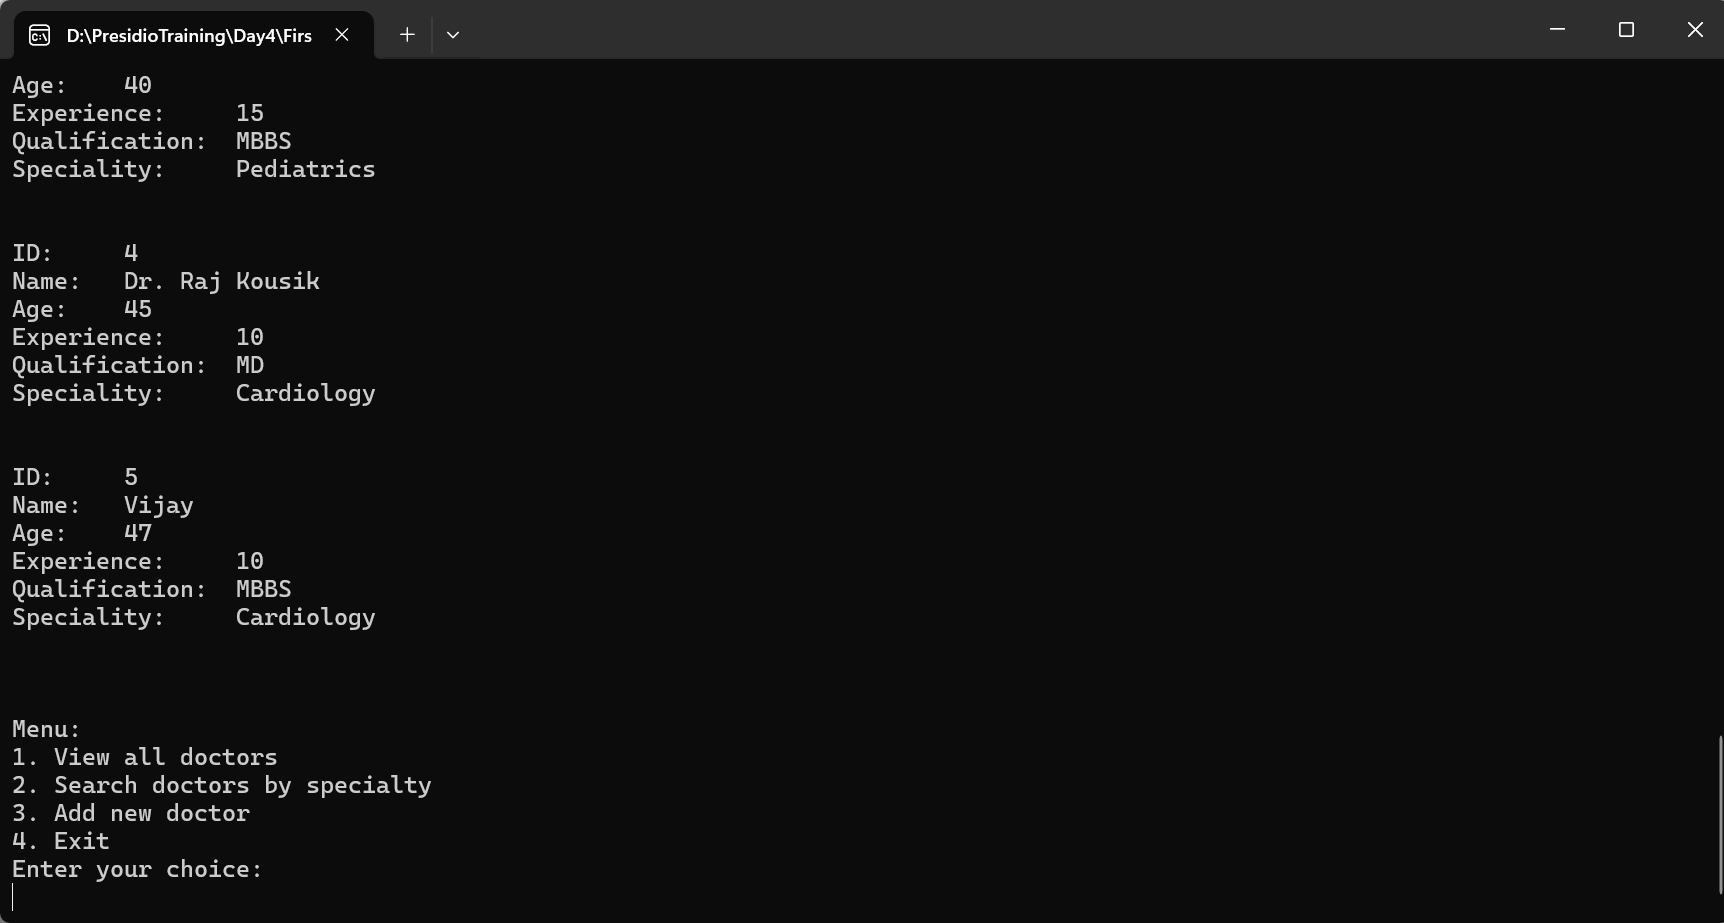 D:\PresidioTraining\Day4\Firs
Age: 40
Experience: 15
Qualification: MBBS
Speciality: Pediatrics
ID: 4
Name: Dr. Raj Kousik
Age: 45
Experience: 10
Qualification: MD
Speciality: Cardiology
ID: 5
Name: Vijay
Age: 47
Experience: 10
Qualification: MBBS
Speciality: Cardiology
Menu:
1. View all doctors
2. Search doctors by specialty
3. Add new doctor
4. Exit
Enter your choice: